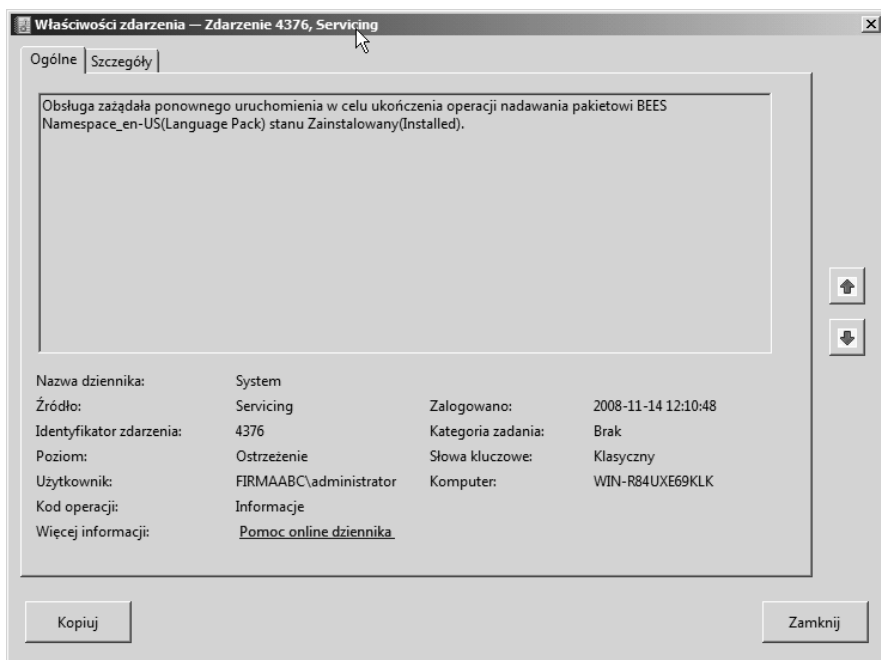 Właściwości zdarzenia — Zdarzenie 4376, Servicing
Ogólne Szczegóły
Obsługa zażądała ponownego uruchomienia w celu ukończenia operacji nadawania pakietowi BEES
Namespace_en-US(Language Pack) stanu Zainstalowany(Installed).
Nazwa dziennika: System
Źródło: Servicing Zalogowano: 2008-11-14 12:10:48
Identyfikator zdarzenia: 4376 Kategoria zadania: Brak
Poziom: Ostrzeżenie Słowa kluczowe: Klasyczny
Użytkownik: FIRMAABC\administrator Komputer: WIN-R84UXE69KLK
Kod operacji: Informacje
Więcej informacji: Pomoc online dziennika
Kopiuj Zamknij